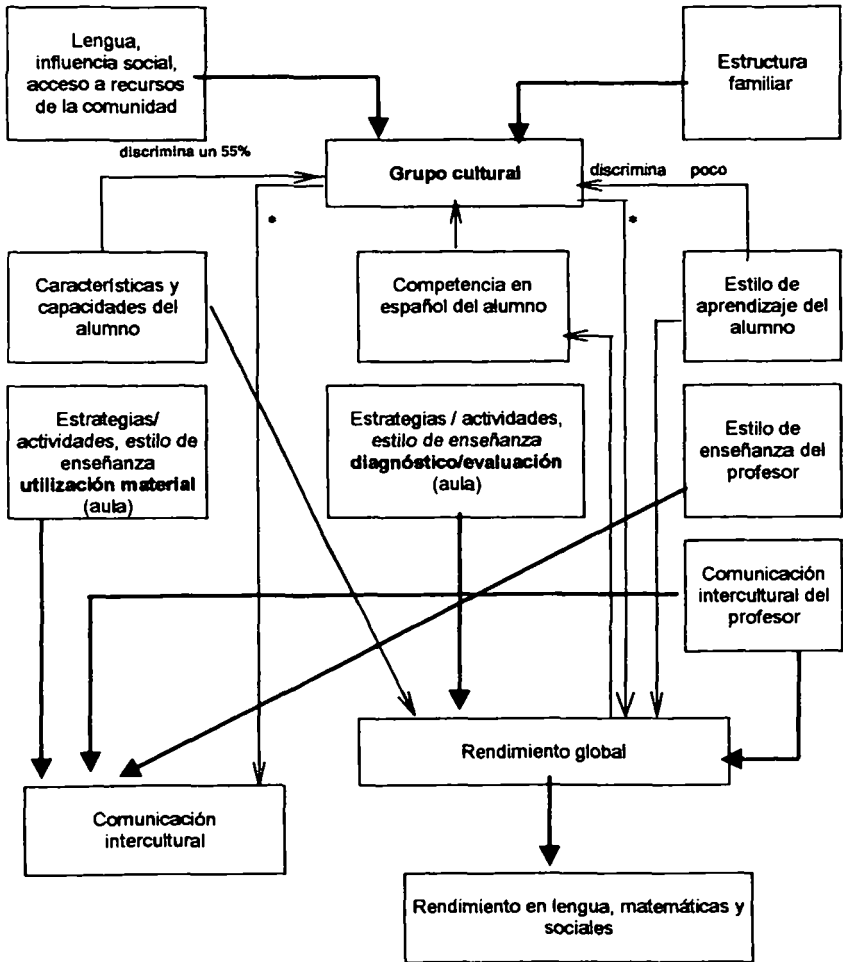 Lengua,
influencia social,
acceso a recursos
de la comunidad
Estructura
familiar
discrimina un 55%
Grupo cultural
discrimina poco
*
*
Características y
capacidades del
alumno
Competencia en
español del alumno
Estilo de
aprendizaje del
alumno
Estrategias/
actividades, estilo de
enseñanza
utilización material
(aula)
Estrategias / actividades,
estilo de enseñanza
diagnóstico/evaluación
(aula)
Estilo de
enseñanza del
profesor
Comunicación
intercultural del
profesor
Rendimiento global
Comunicación
intercultural
Rendimiento en lengua, matemáticas y
sociales